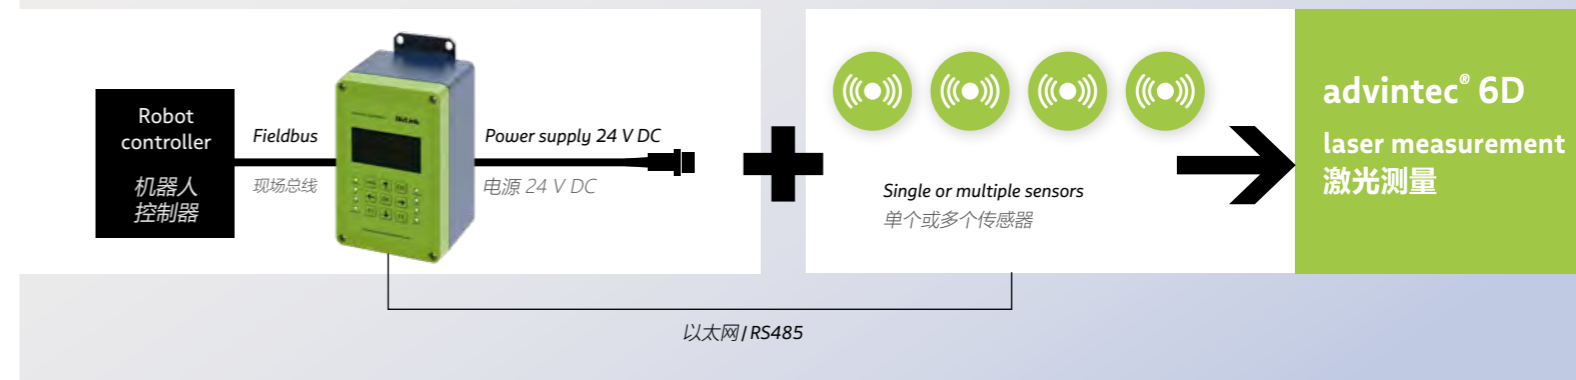 Robot
controller
机器人
控制器
Fieldbus
现场总线
Power supply 24 V DC
电源 24 V DC
Single or multiple sensors
单个或多个传感器
advintec® 6D
laser measurement
激光测量
以太网 / RS485